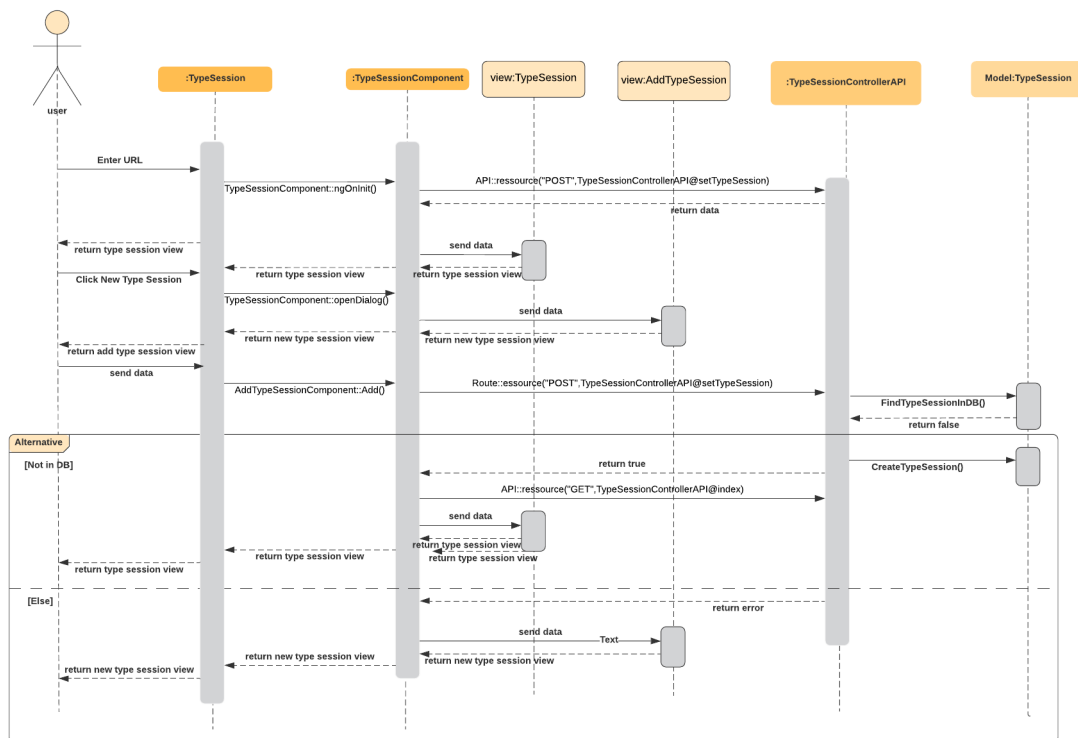 user
:TypeSession
:TypeSessionComponent
view:TypeSession
view:AddTypeSession
:TypeSessionControllerAPI
Model:TypeSession
Enter URL
TypeSessionComponent::ngOnInit()
API::ressource("POST",TypeSessionControllerAPI@setTypeSession)
return data
return type session view
send data
return type session view
return type session view
Click New Type Session
TypeSessionComponent::openDialog()
send data
return new type session view
return new type session view
return add type session view
send data
AddTypeSessionComponent::Add()
Route::essource("POST",TypeSessionControllerAPI@setTypeSession)
FindTypeSessionInDB()
return false
Alternative
[Not in DB]
return true
CreateTypeSession()
API::ressource("GET",TypeSessionControllerAPI@index)
send data
return type session view
return type session view
return type session view
return type session view
[Else]
return error
send data
Text
return new type session view
return new type session view
return new type session view